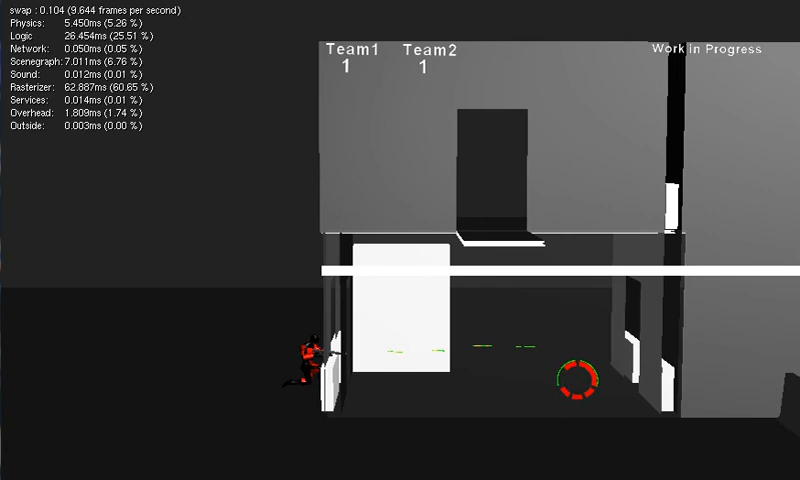 swap : 0.104 (9.644 frames per second)
Physics: 5.450ms (5.26 %)
Logic 26.454ms (25.51 %)
Network: 0.050ms (0.05 %)
Scenegraph: 7.011ms (6.76 %)
Sound: 0.012ms (0.01 %)
Rasterizer: 62.887ms (60.65 %)
Services: 0.014ms (0.01 %)
Overhead: 1.809ms (1.74 %)
Outside: 0.003ms (0.00 %)
Team1 Team2 Work in Progress
1 1